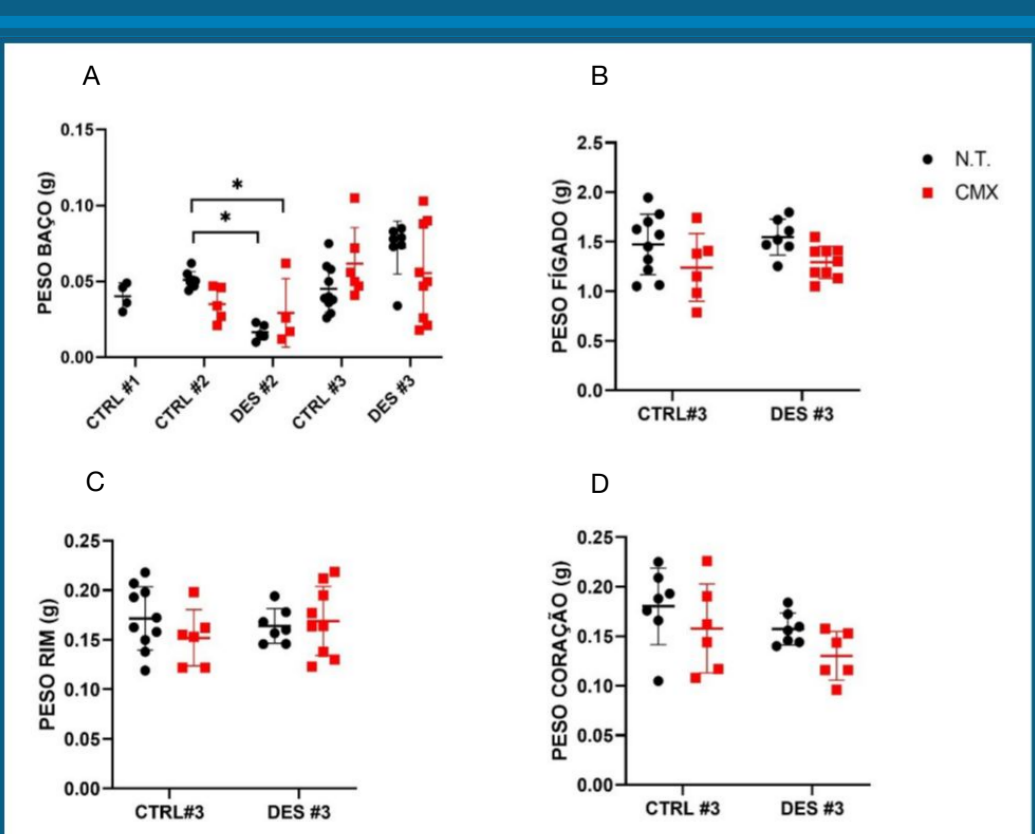 A
PESO BAÇO (g)
0.15
0.10
0.05
0.00
*
*
CTRL #1
CTRL #2
DES #2
CTRL #3
DES #3
B
PESO FÍGADO (g)
2.5
2.0
1.5
1.0
0.5
0.0
CTRL#3
DES #3
N.T.
CMX
C
PESO RIM (g)
0.25
0.20
0.15
0.10
0.05
0.00
CTRL#3
DES #3
D
PESO CORAÇÃO (g)
0.25
0.20
0.15
0.10
0.05
0.00
CTRL #3
DES #3